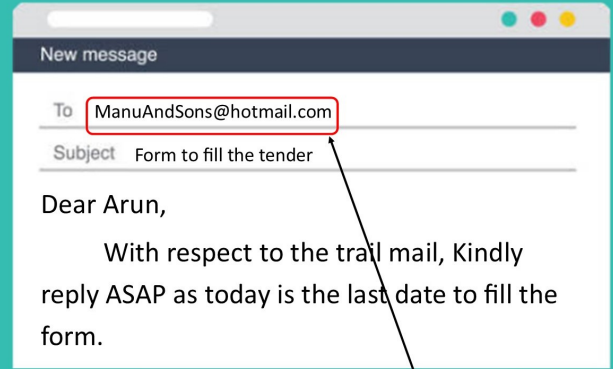 New message
To ManuAndSons@hotmail.com
Subject Form to fill the tender
Dear Arun,
With respect to the trail mail, Kindly
reply ASAP as today is the last date to fill the
form.